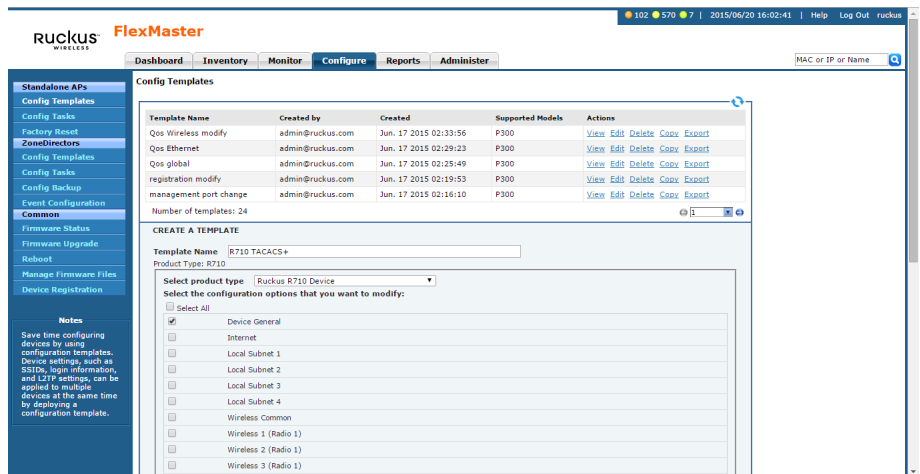 102 570 7 | 2015/06/20 16:02:41 | Help Log Out ruckus
RUCKUS WIRELESS FlexMaster
Dashboard Inventory Monitor Configure Reports Administer MAC or IP or Name
Standalone APs
Config Templates
Config Tasks
Factory Reset
ZoneDirectors
Config Templates
Config Tasks
Config Backup
Event Configuration
Common
Firmware Status
Firmware Upgrade
Reboot
Manage Firmware Files
Device Registration
Notes
Save time configuring
devices by using
configuration templates.
Device settings, such as
SSIDs, login information,
and L2TP settings, can be
applied to multiple
devices at the same time
by deploying a
configuration template.
Config Templates
Template Name Created by Created Supported Models Actions
Qos Wireless modify admin@ruckus.com Jun. 17 2015 02:33:56 P300 View Edit Delete Copy Export
Qos Ethernet admin@ruckus.com Jun. 17 2015 02:29:23 P300 View Edit Delete Copy Export
Qos global admin@ruckus.com Jun. 17 2015 02:25:49 P300 View Edit Delete Copy Export
registration modify admin@ruckus.com Jun. 17 2015 02:19:53 P300 View Edit Delete Copy Export
management port change admin@ruckus.com Jun. 17 2015 02:16:10 P300 View Edit Delete Copy Export
Number of templates: 24 1
CREATE A TEMPLATE
Template Name R710 TACACS+
Product Type: R710
Select product type Ruckus R710 Device
Select the configuration options that you want to modify:
Select All
Device General
Internet
Local Subnet 1
Local Subnet 2
Local Subnet 3
Local Subnet 4
Wireless Common
Wireless 1 (Radio 1)
Wireless 2 (Radio 1)
Wireless 3 (Radio 1)